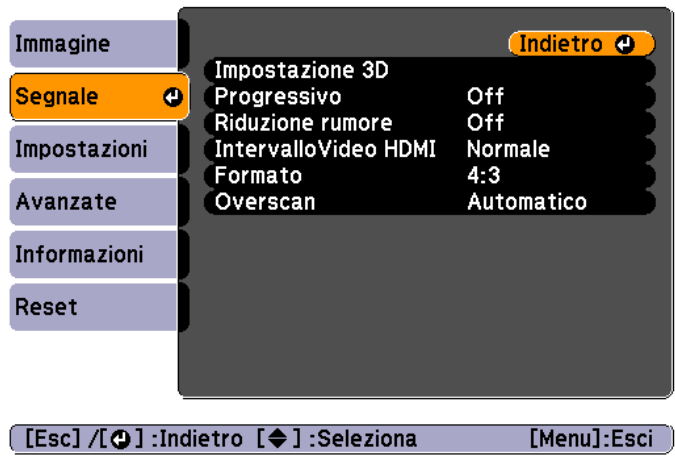 Immagine
Segnale
Impostazioni
Avanzate
Informazioni
Reset
Indietro
Impostazione 3D
Progressivo Off
Riduzione rumore Off
IntervalloVideo HDMI Normale
Formato 4:3
Overscan Automatico
[Esc] /[ ] :Indietro [ ] :Seleziona [Menu]:Esci